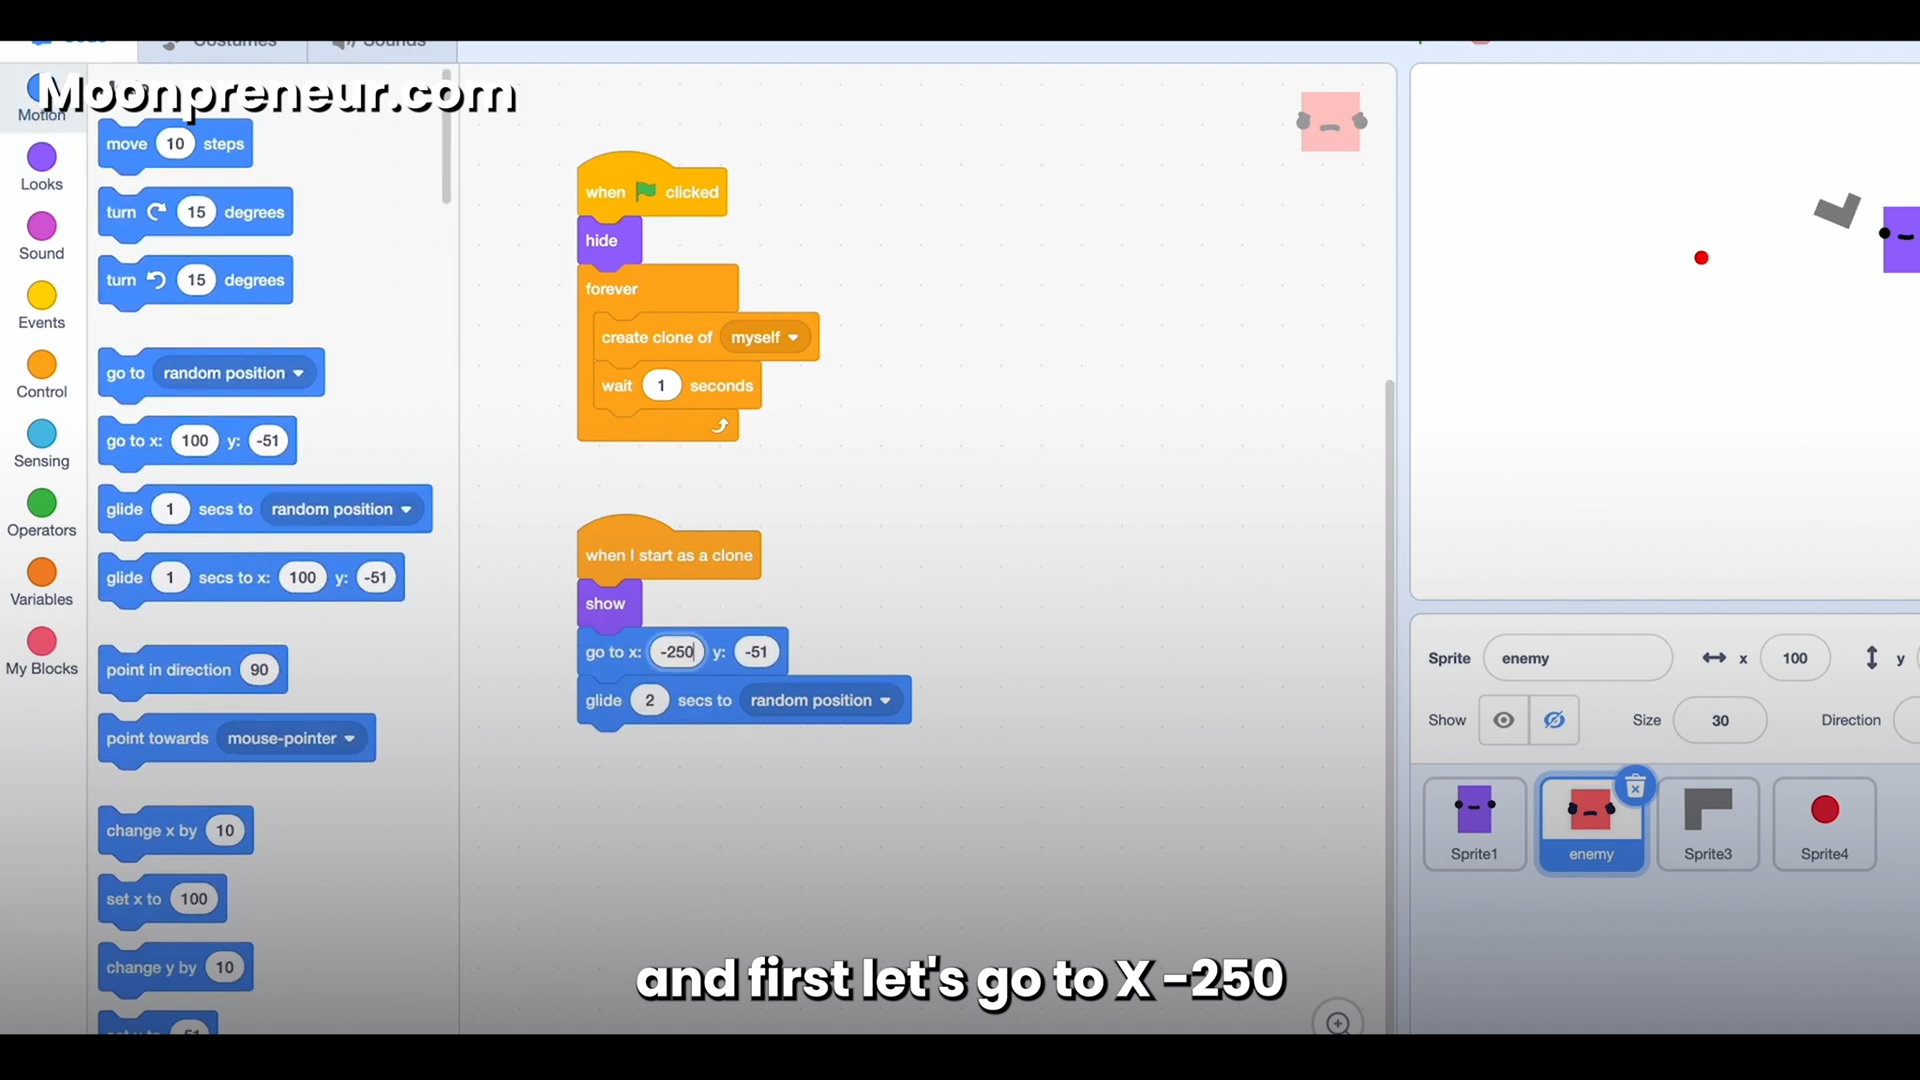 Costumes
Sounds
Moonpreneur.com
Motion
Looks
Sound
Events
Control
Sensing
Operators
Variables
My Blocks
move 10 steps
turn 15 degrees
turn 15 degrees
go to random position
go to x: 100 y: -51
glide 1 secs to random position
glide 1 secs to x: 100 y: -51
point in direction 90
point towards mouse-pointer
change x by 10
set x to 100
change y by 10
when clicked
hide
forever
create clone of myself
wait 1 seconds
when I start as a clone
show
go to x: -250 y: -51
glide 2 secs to random position
Sprite enemy x 100 y
Show Size 30 Direction
Sprite1
enemy
Sprite3
Sprite4
and first let's go to X -250